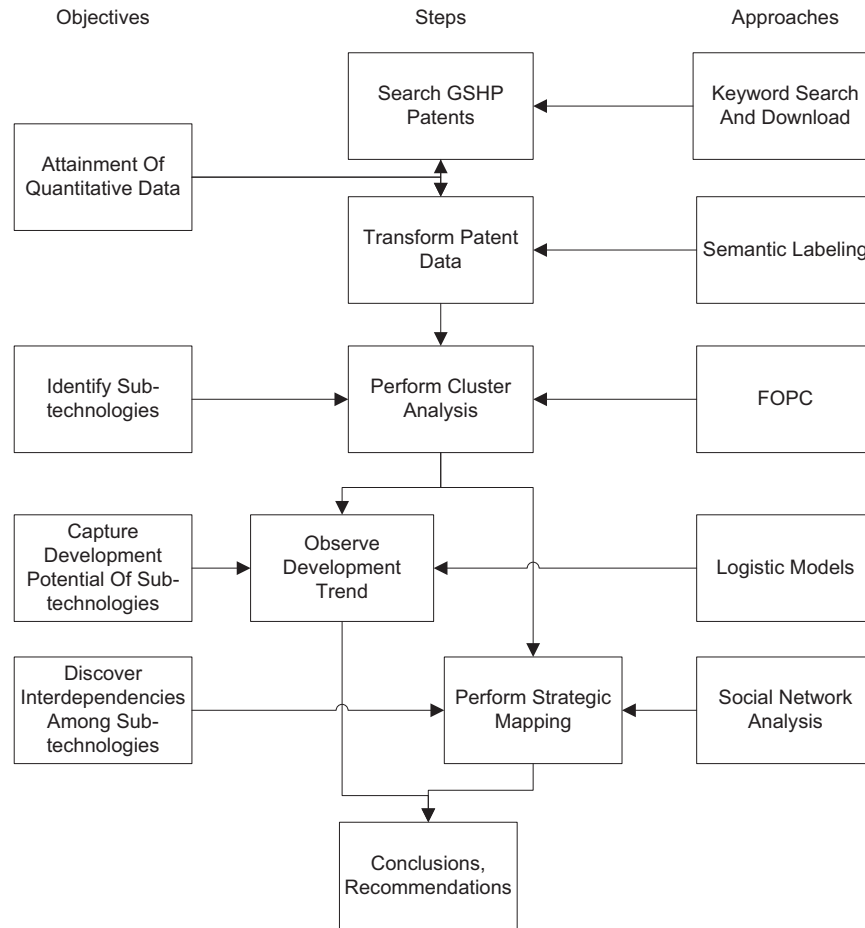 Objectives
Steps
Approaches
Search GSHP
Patents
Keyword Search
And Download
Attainment Of
Quantitative Data
Transform Patent
Data
Semantic Labeling
Identify Sub-
technologies
Perform Cluster
Analysis
FOPC
Capture
Development
Potential Of Sub-
technologies
Observe
Development
Trend
Logistic Models
Discover
Interdependencies
Among Sub-
technologies
Perform Strategic
Mapping
Social Network
Analysis
Conclusions,
Recommendations